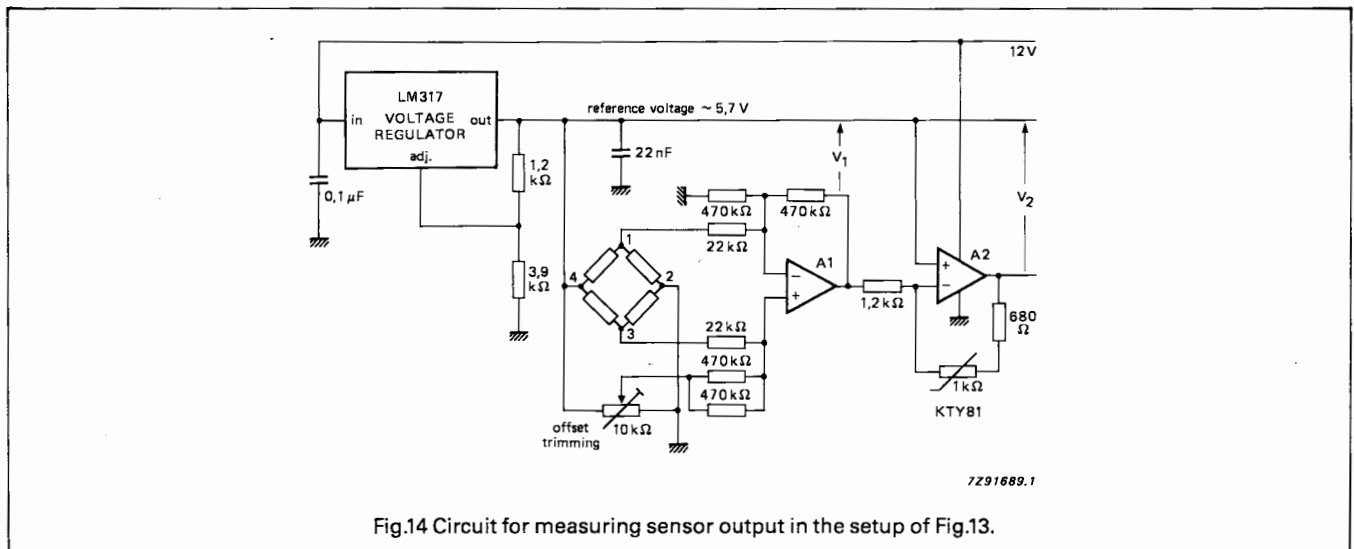 12V
LM317
VOLTAGE
REGULATOR
in
out
adj.
reference voltage ~ 5,7 V
0,1 μF
1,2
kΩ
3,9
kΩ
22 nF
V1
V2
470 kΩ
470 kΩ
22 kΩ
1
2
3
4
A1
−
+
A2
+
−
1,2 kΩ
680
Ω
22 kΩ
470 kΩ
470 kΩ
1 kΩ
KTY81
offset
trimming
10 kΩ
7Z91689.1
Fig.14 Circuit for measuring sensor output in the setup of Fig.13.